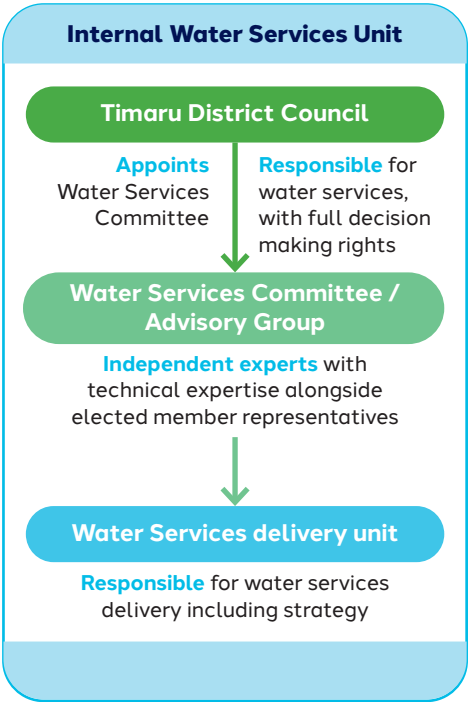 Internal Water Services Unit
Timaru District Council
Appoints
Water Services
Committee
Responsible for
water services,
with full decision
making rights
Water Services Committee /
Advisory Group
Independent experts with
technical expertise alongside
elected member representatives
Water Services delivery unit
Responsible for water services
delivery including strategy